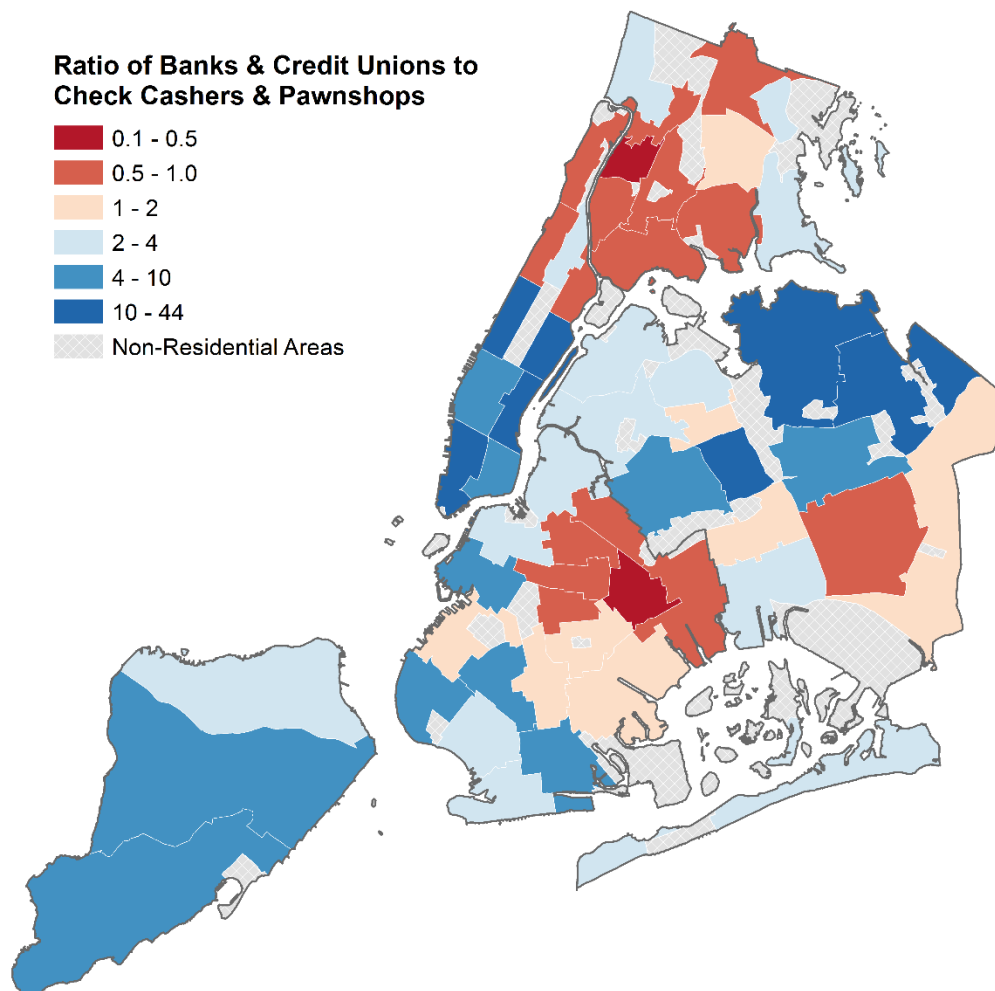 Ratio of Banks & Credit Unions to
Check Cashers & Pawnshops
0.1 - 0.5
0.5 - 1.0
1 - 2
2 - 4
4 - 10
10 - 44
Non-Residential Areas